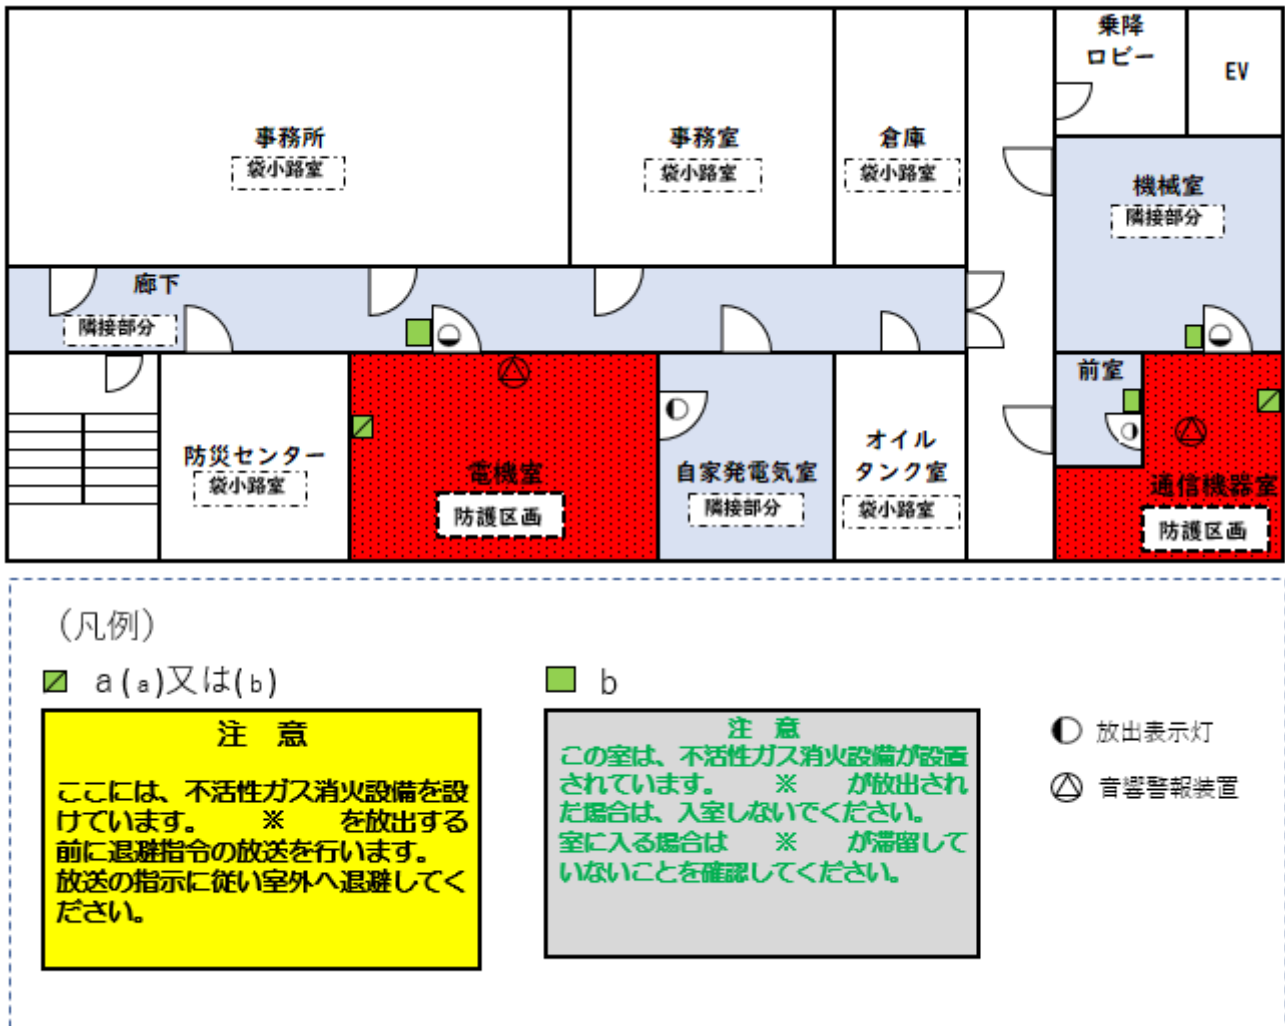 乗降
ロビー
EV
事務所
袋小路室
事務室
袋小路室
倉庫
袋小路室
機械室
隣接部分
廊下
隣接部分
前室
防災センター
袋小路室
電機室
防護区画
自家発電気室
隣接部分
オイル
タンク室
袋小路室
通信機器室
防護区画
(凡例)
a(a)又は(b)
注 意
ここには、不活性ガス消火設備を設
けています。 ※ を放出する
前に退避指令の放送を行います。
放送の指示に従い室外へ退避してく
ださい。
b
注 意
この室は、不活性ガス消火設備が設置
されています。 ※ が放出され
だ場合は、入室しないでください。
室に入る場合は ※ が滞留して
いないことを確認してください。
放出表示灯
音響警報装置